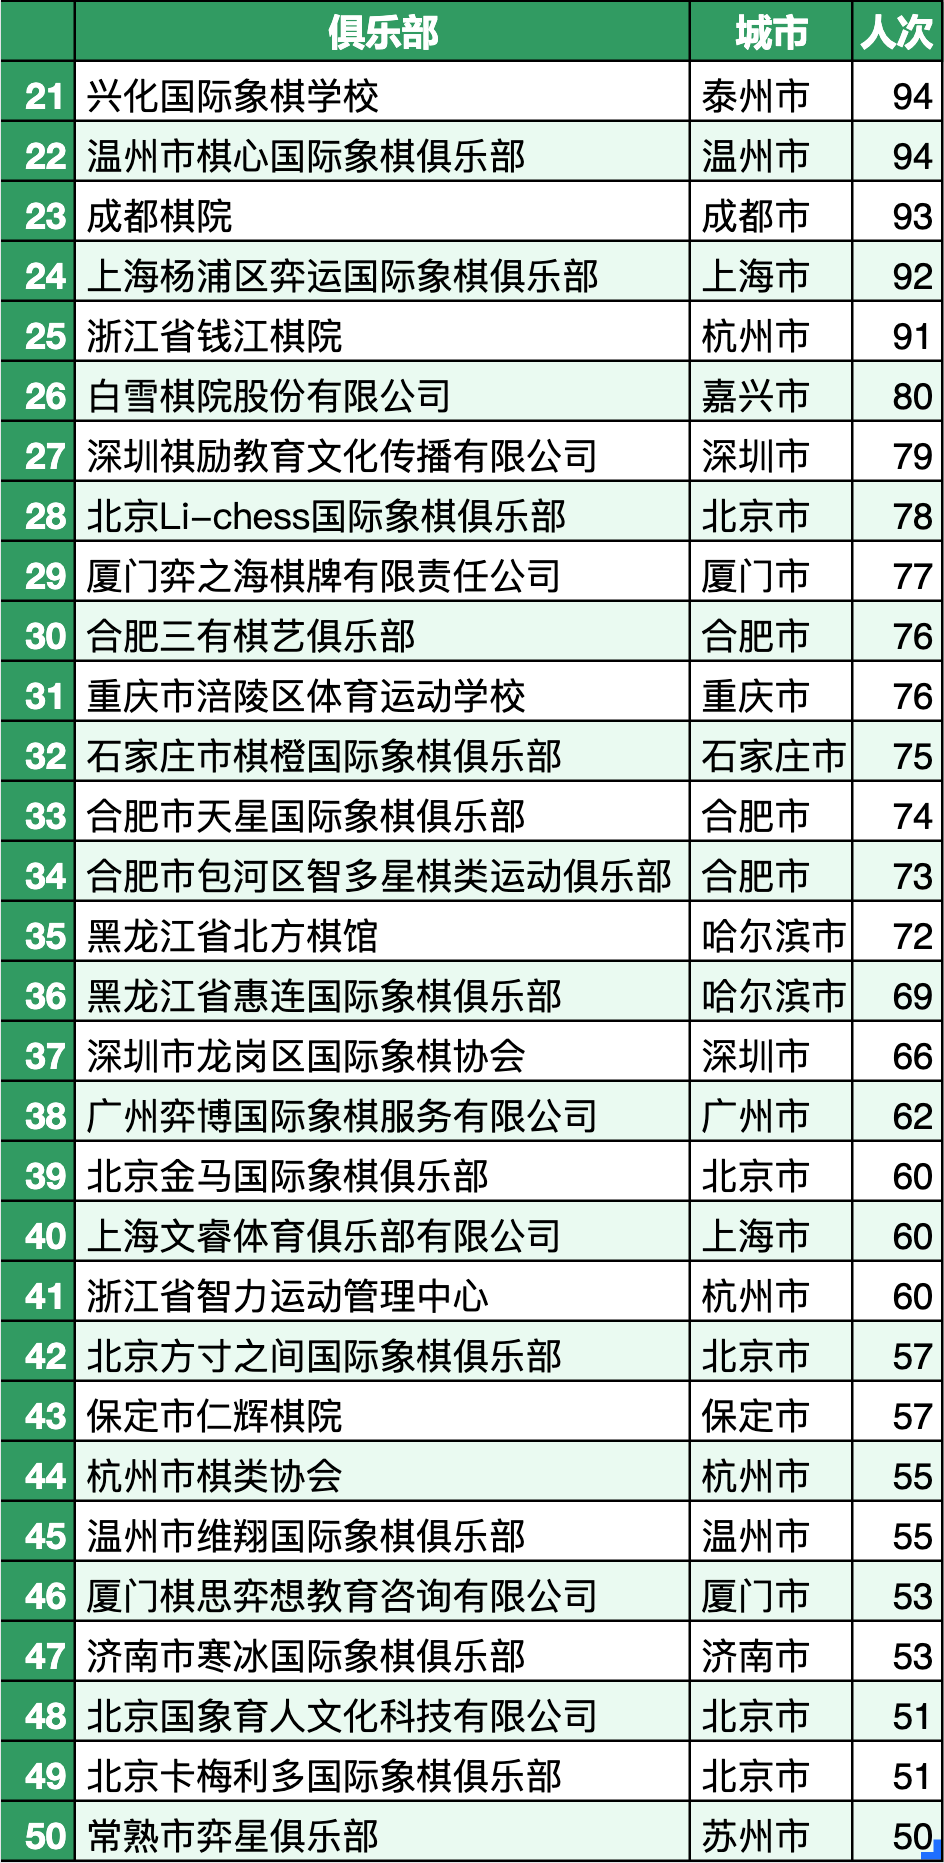 俱乐部 城市 人次
21 兴化国际象棋学校 泰州市 94
22 温州市棋心国际象棋俱乐部 温州市 94
23 成都棋院 成都市 93
24 上海杨浦区弈运国际象棋俱乐部 上海市 92
25 浙江省钱江棋院 杭州市 91
26 白雪棋院股份有限公司 嘉兴市 80
27 深圳祺励教育文化传播有限公司 深圳市 79
28 北京Li-chess国际象棋俱乐部 北京市 78
29 厦门弈之海棋牌有限责任公司 厦门市 77
30 合肥三有棋艺俱乐部 合肥市 76
31 重庆市涪陵区体育运动学校 重庆市 76
32 石家庄市棋橙国际象棋俱乐部 石家庄市 75
33 合肥市天星国际象棋俱乐部 合肥市 74
34 合肥市包河区智多星棋类运动俱乐部 合肥市 73
35 黑龙江省北方棋馆 哈尔滨市 72
36 黑龙江省惠连国际象棋俱乐部 哈尔滨市 69
37 深圳市龙岗区国际象棋协会 深圳市 66
38 广州弈博国际象棋服务有限公司 广州市 62
39 北京金马国际象棋俱乐部 北京市 60
40 上海文睿体育俱乐部有限公司 上海市 60
41 浙江省智力运动管理中心 杭州市 60
42 北京方寸之间国际象棋俱乐部 北京市 57
43 保定市仁辉棋院 保定市 57
44 杭州市棋类协会 杭州市 55
45 温州市维翔国际象棋俱乐部 温州市 55
46 厦门棋思弈想教育咨询有限公司 厦门市 53
47 济南市寒冰国际象棋俱乐部 济南市 53
48 北京国象育人文化科技有限公司 北京市 51
49 北京卡梅利多国际象棋俱乐部 北京市 51
50 常熟市弈星俱乐部 苏州市 50